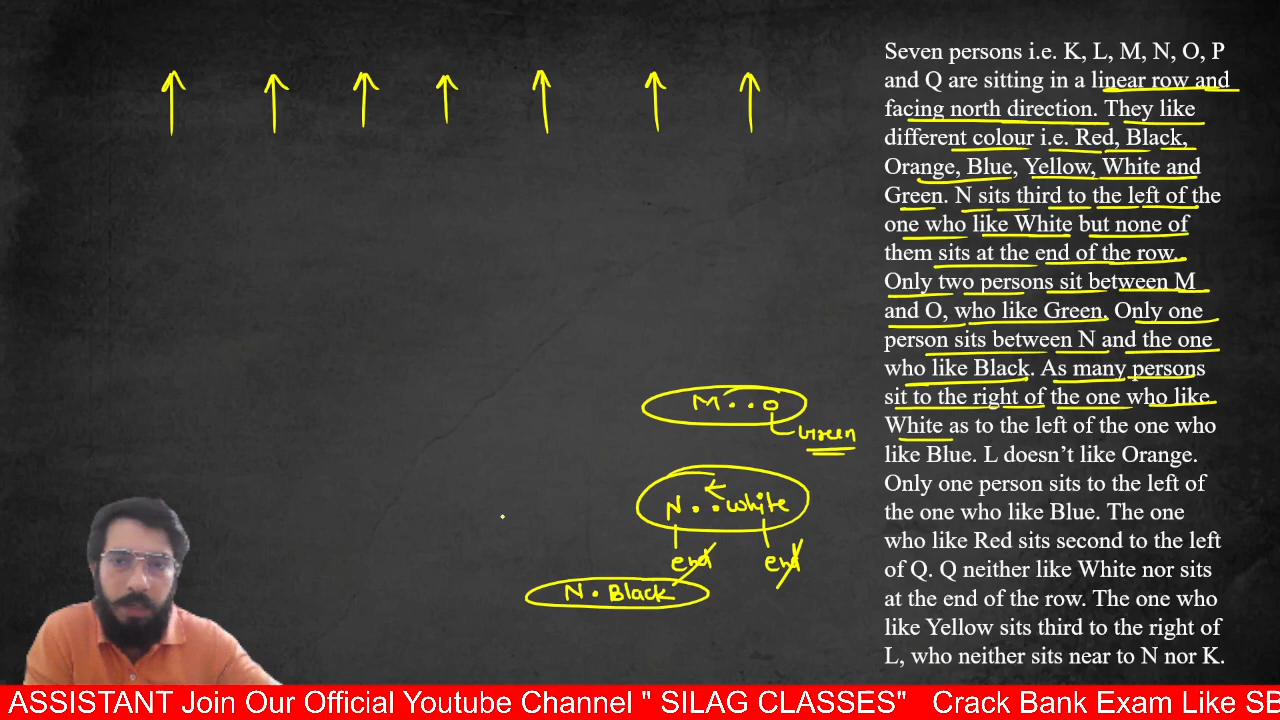 Seven persons i.e. K, L, M, N, O, P
and Q are sitting in a linear row and
facing north direction. They like
different colour i.e. Red, Black,
Orange, Blue, Yellow, White and
Green. N sits third to the left of the
one who like White but none of
them sits at the end of the row.
Only two persons sit between M
and O, who like Green. Only one
person sits between N and the one
who like Black. As many persons
sit to the right of the one who like
White as to the left of the one who
like Blue. L doesn't like Orange.
Only one person sits to the left of
the one who like Blue. The one
who like Red sits second to the left
of Q. Q neither like White nor sits
at the end of the row. The one who
like Yellow sits third to the right of
L, who neither sits near to N nor K.
M • • O
Green
N • • White
end end
N • Black
ASSISTANT Join Our Official Youtube Channel " SILAG CLASSES" Crack Bank Exam Like SB